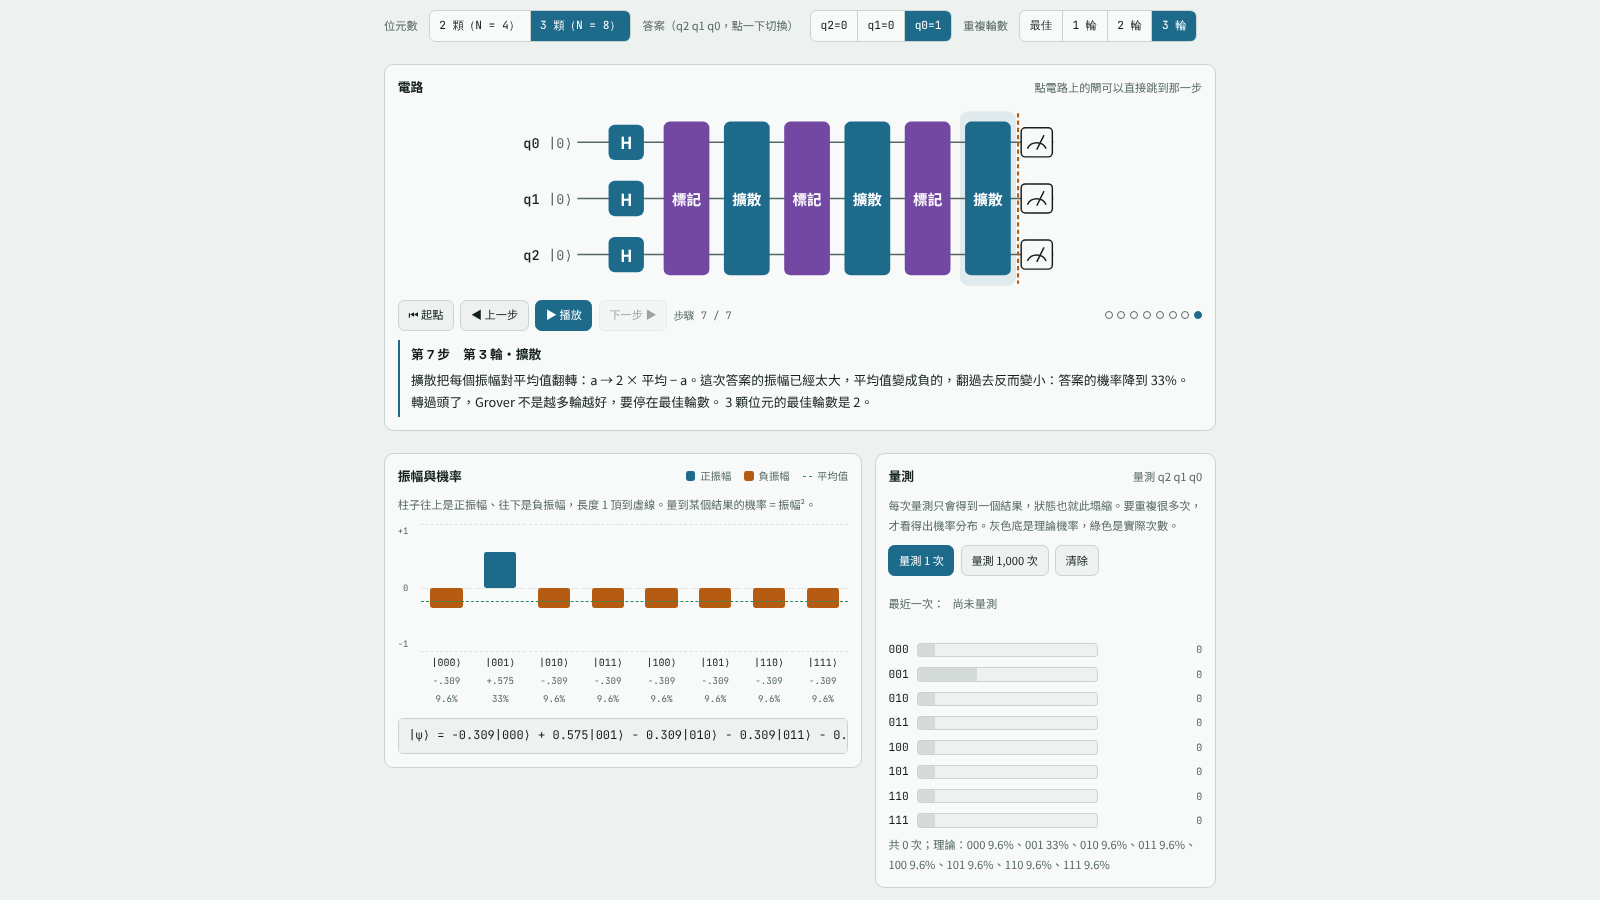 位元數 2 顆 (N = 4) 3 顆 (N = 8) 答案（q2 q1 q0，點一下切換） q2=0 q1=0 q0=1 重複輪數 最佳 1 輪 2 輪 3 輪
電路 點電路上的閘可以直接跳到那一步
q0 |0⟩ H
標記 擴散 標記 擴散 標記 擴散
q1 |0⟩ H
q2 |0⟩ H
⏮ 起點 ◀ 上一步 ▶ 播放 下一步 ▶ 步驟 7 / 7
第 7 步 第 3 輪・擴散
擴散把每個振幅對平均值翻轉：a → 2 × 平均 − a。這次答案的振幅已經太大，平均值變成負的，翻過去反而變小：答案的機率降到 33%。
轉過頭了，Grover 不是越多輪越好，要停在最佳輪數。 3 顆位元的最佳輪數是 2。
振幅與機率 正振幅 負振幅 平均值
柱子往上是正振幅、往下是負振幅，長度 1 頂到虛線。量到某個結果的機率 = 振幅²。
+1
0
-1
|000⟩ |001⟩ |010⟩ |011⟩ |100⟩ |101⟩ |110⟩ |111⟩
-.309 +.575 -.309 -.309 -.309 -.309 -.309 -.309
9.6% 33% 9.6% 9.6% 9.6% 9.6% 9.6% 9.6%
|ψ⟩ = -0.309|000⟩ + 0.575|001⟩ - 0.309|010⟩ - 0.309|011⟩ - 0.
量測 量測 q2 q1 q0
每次量測只會得到一個結果，狀態也就此塌縮。要重複很多次，
才看得出機率分布。灰色底是理論機率，綠色是實際次數。
量測 1 次 量測 1,000 次 清除
最近一次： 尚未量測
000 0
001 0
010 0
011 0
100 0
101 0
110 0
111 0
共 0 次；理論：000 9.6%、001 33%、010 9.6%、011 9.6%、
100 9.6%、101 9.6%、110 9.6%、111 9.6%